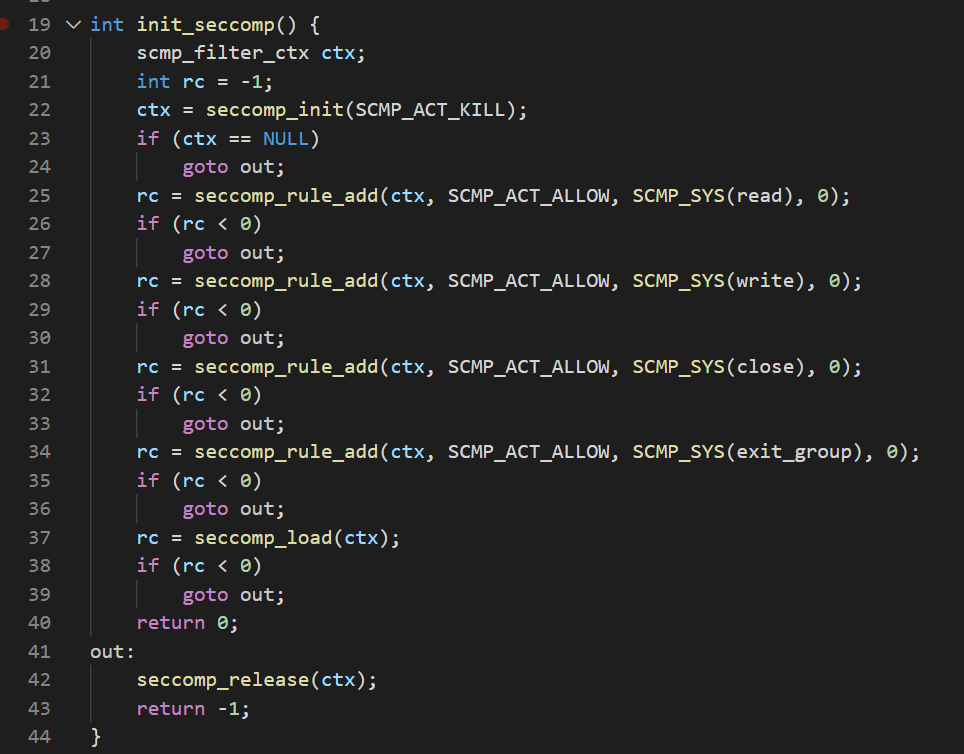 19 int init_seccomp() {
20 scmp_filter_ctx ctx;
21 int rc = -1;
22 ctx = seccomp_init(SCMP_ACT_KILL);
23 if (ctx == NULL)
24 goto out;
25 rc = seccomp_rule_add(ctx, SCMP_ACT_ALLOW, SCMP_SYS(read), 0);
26 if (rc < 0)
27 goto out;
28 rc = seccomp_rule_add(ctx, SCMP_ACT_ALLOW, SCMP_SYS(write), 0);
29 if (rc < 0)
30 goto out;
31 rc = seccomp_rule_add(ctx, SCMP_ACT_ALLOW, SCMP_SYS(close), 0);
32 if (rc < 0)
33 goto out;
34 rc = seccomp_rule_add(ctx, SCMP_ACT_ALLOW, SCMP_SYS(exit_group), 0);
35 if (rc < 0)
36 goto out;
37 rc = seccomp_load(ctx);
38 if (rc < 0)
39 goto out;
40 return 0;
41 out:
42 seccomp_release(ctx);
43 return -1;
44 }